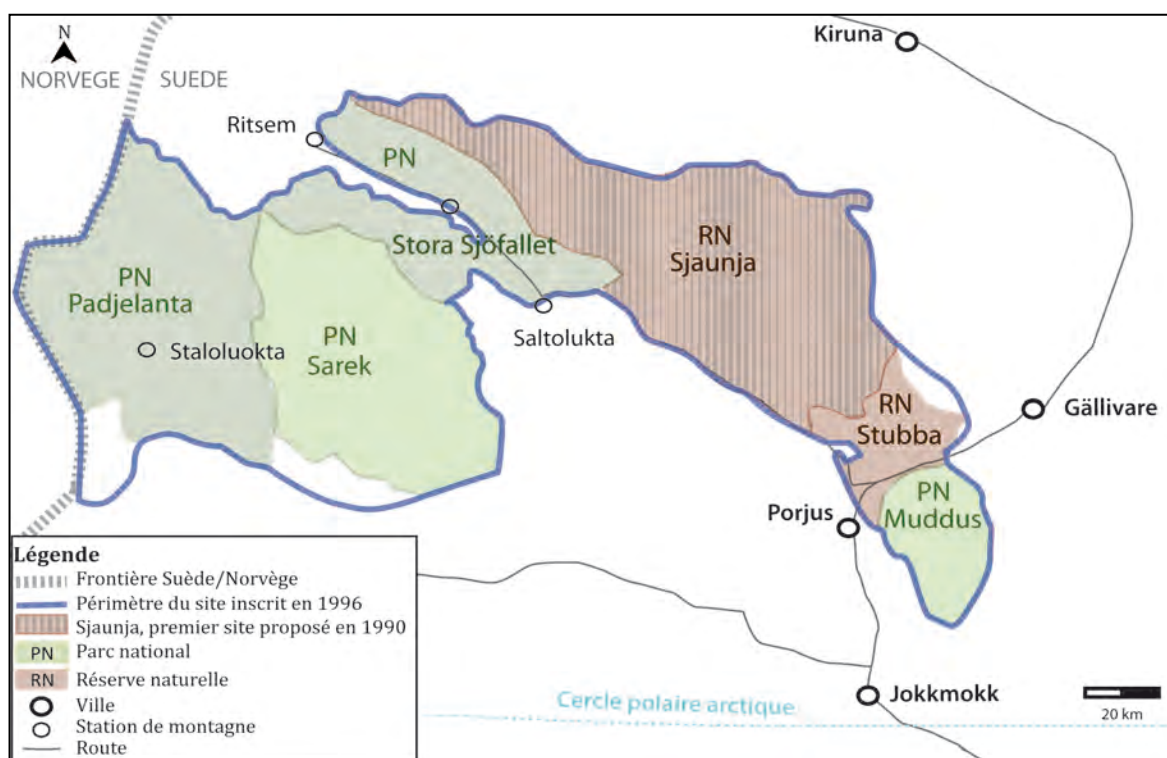 N
NORVEGE
SUEDE
Kiruna
Ritsem
PN
Stora Sjöfallet
RN
Sjaunja
PN
Padjelanta
Staloluokta
PN
Sarek
Saltolukta
RN
Stubba
Gällivare
PN
Muddus
Porjus
Jokkmokk
Cercle polaire arctique
20 km
Légende
Frontière Suède/Norvège
Périmètre du site inscrit en 1996
Sjaunja, premier site proposé en 1990
PN Parc national
RN Réserve naturelle
Ville
Station de montagne
Route